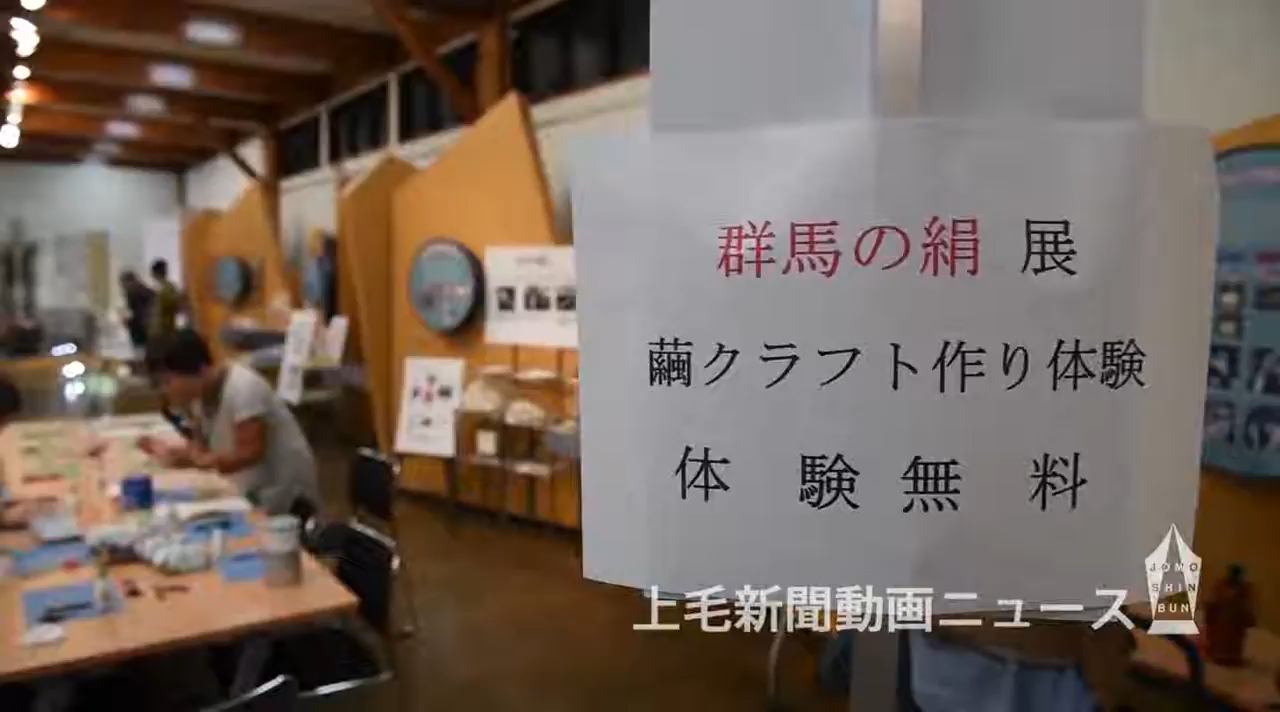 群馬の絹 展
繭クラフト作り体験
体 験 無 料
上毛新聞動画ニュース
JOMO
SHIN
BUN